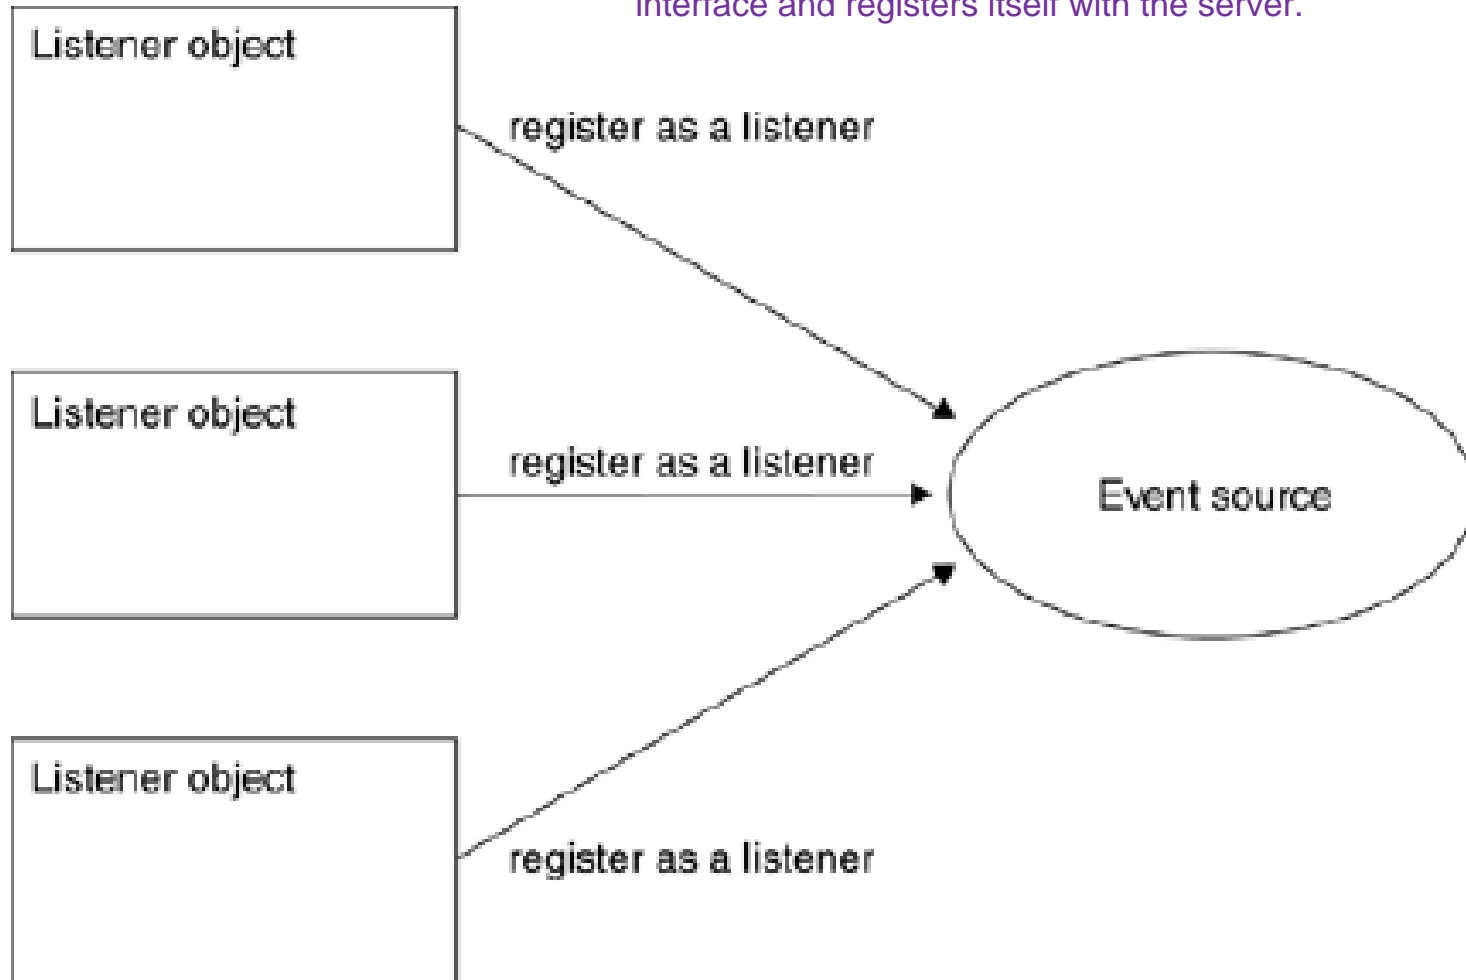 interface and registers itself with the server.
Listener object
register as a listener
Listener object
register as a listener
Event source
Listener object
register as a listener